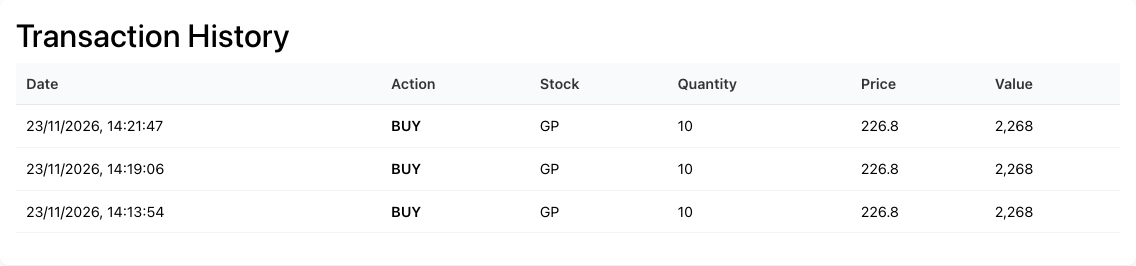 Transaction History
Date Action Stock Quantity Price Value
23/11/2026, 14:21:47 BUY GP 10 226.8 2,268
23/11/2026, 14:19:06 BUY GP 10 226.8 2,268
23/11/2026, 14:13:54 BUY GP 10 226.8 2,268